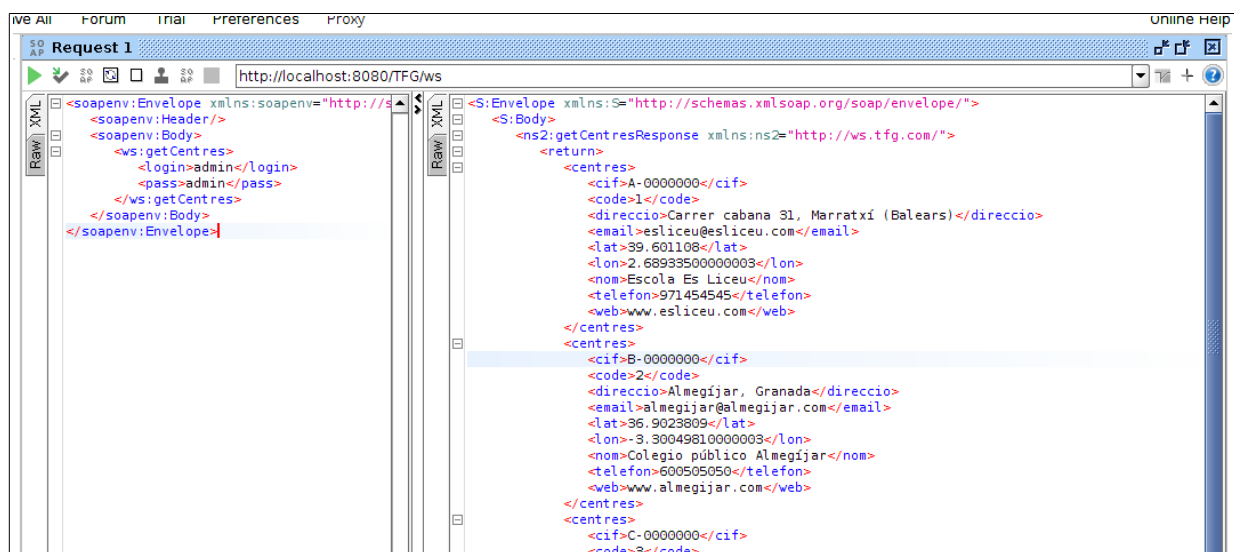 ive All Forum Trial Preferences Proxy Online Help
SO AP Request 1
http://localhost:8080/TFG/ws
XML
Raw
<soapenv:Envelope xmlns:soapenv="http://s
<soapenv:Header/>
<soapenv:Body>
<ws:getCentres>
<login>admin</login>
<pass>admin</pass>
</ws:getCentres>
</soapenv:Body>
</soapenv:Envelope>
XML
Raw
<S:Envelope xmlns:S="http://schemas.xmlsoap.org/soap/envelope/">
<S:Body>
<ns2:getCentresResponse xmlns:ns2="http://ws.tfg.com/">
<return>
<centres>
<cif>A-0000000</cif>
<code>1</code>
<direccio>Carrer cabana 31, Marratxí (Balears)</direccio>
<email>esliceu@esliceu.com</email>
<lat>39.601108</lat>
<lon>2.68933500000003</lon>
<nom>Escola Es Liceu</nom>
<telefon>971454545</telefon>
<web>www.esliceu.com</web>
</centres>
<centres>
<cif>B-0000000</cif>
<code>2</code>
<direccio>Almegíjar, Granada</direccio>
<email>almegijar@almegijar.com</email>
<lat>36.9023809</lat>
<lon>-3.30049810000003</lon>
<nom>Colegio público Almegíjar</nom>
<telefon>600505050</telefon>
<web>www.almegijar.com</web>
</centres>
<centres>
<cif>C-0000000</cif>
<code>3</code>